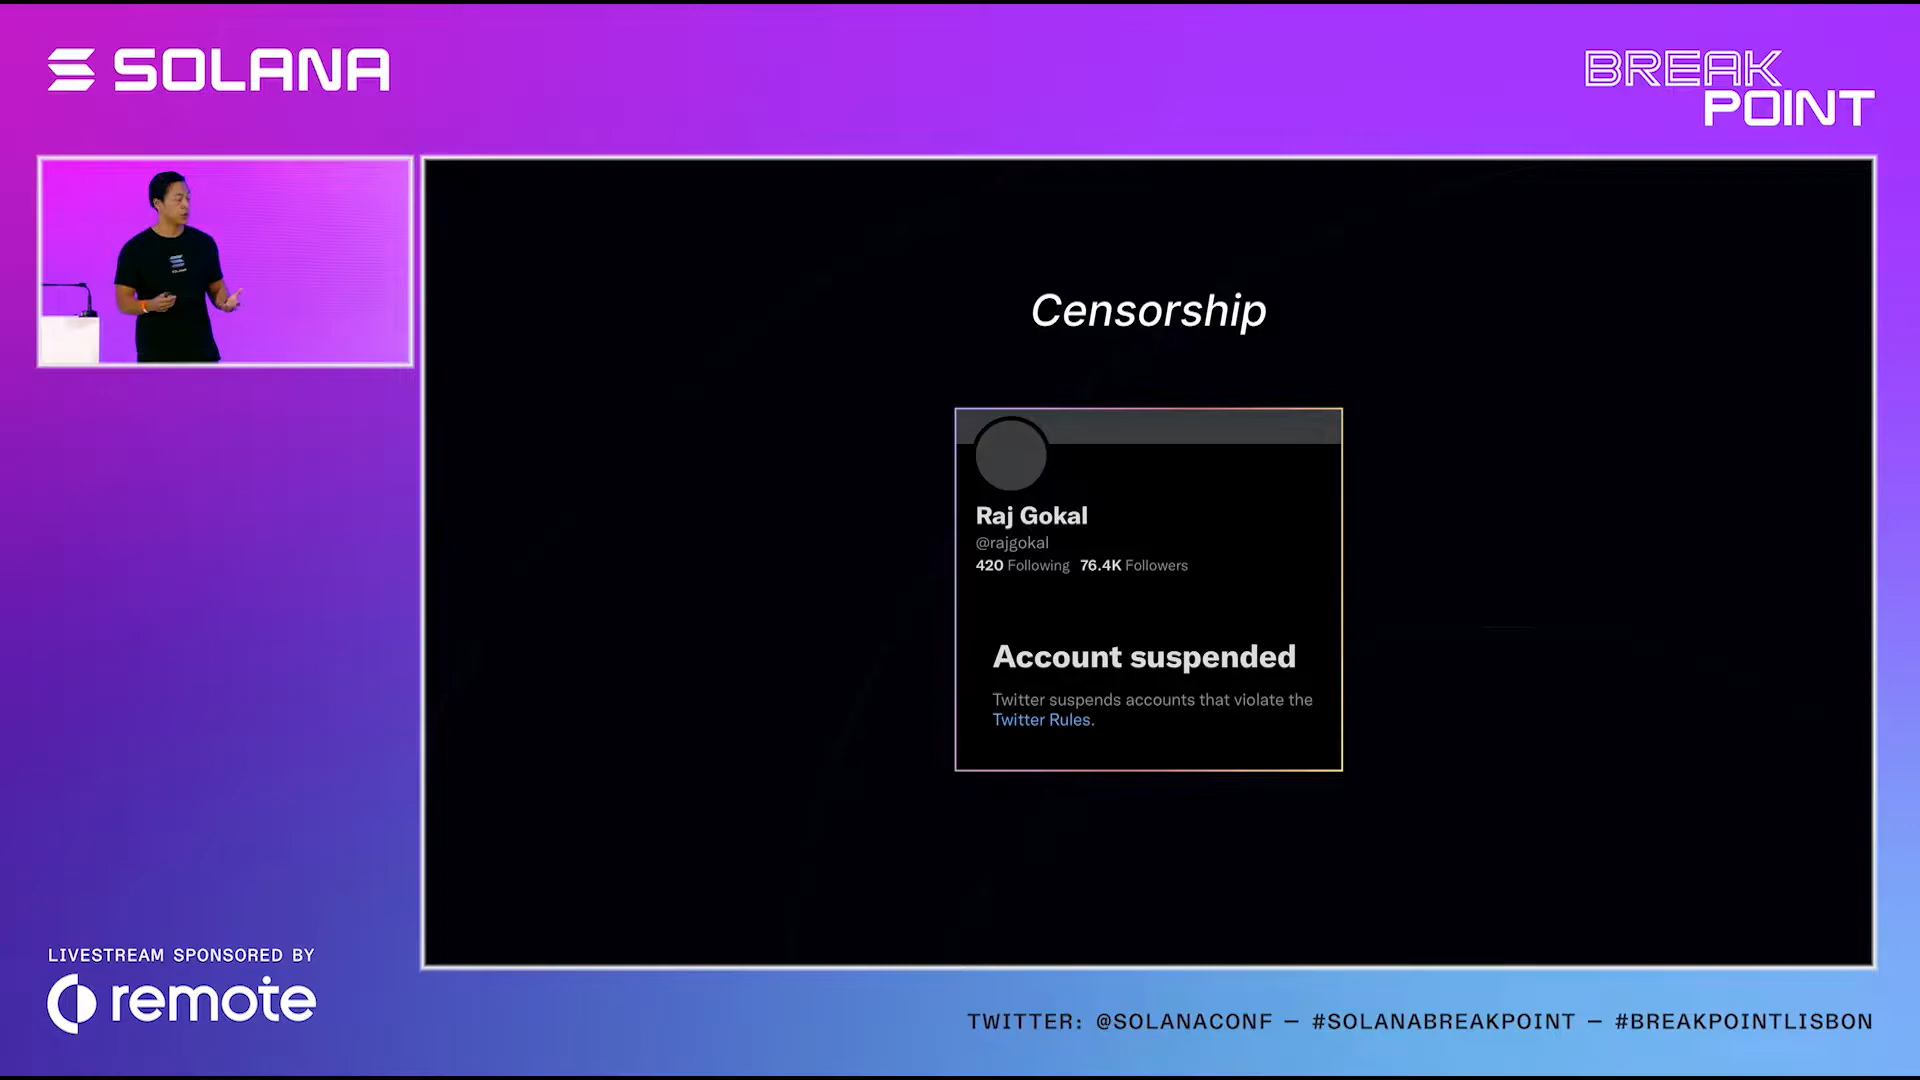 SOLANA
BREAK
POINT
Censorship
Raj Gokal
@rajgokal
420 Following 76.4K Followers
Account suspended
Twitter suspends accounts that violate the
Twitter Rules.
LIVESTREAM SPONSORED BY
remote
TWITTER: @SOLANACONF — #SOLANABREAKPOINT — #BREAKPOINTLISBON